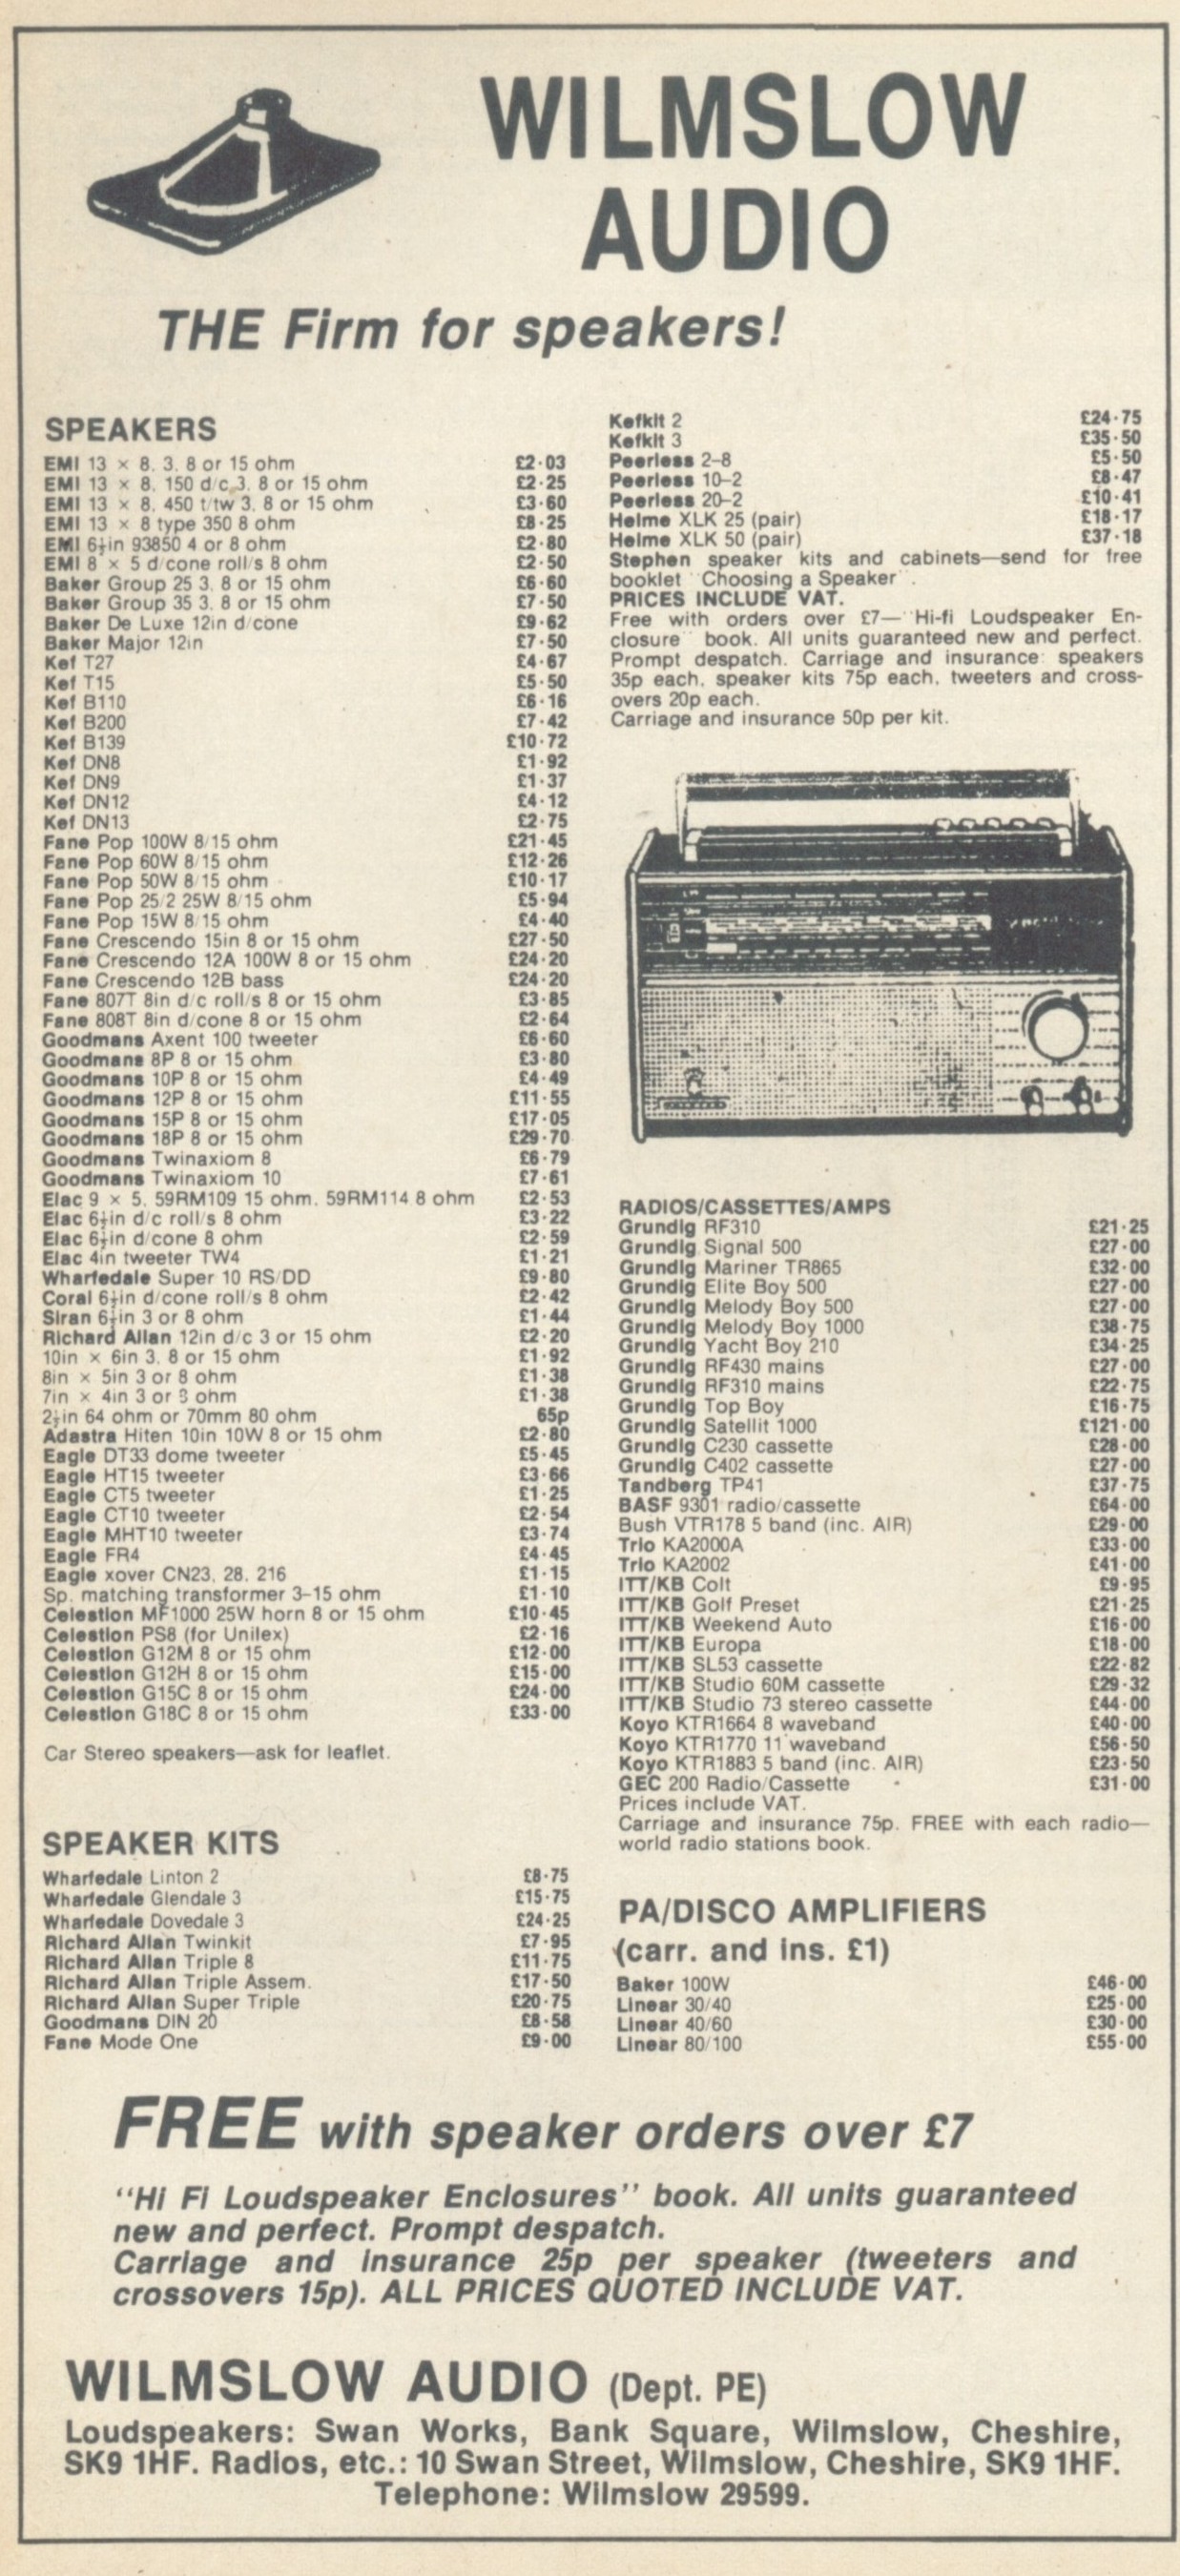 WILMSLOW
AUDIO
THE Firm for speakers!
SPEAKERS
EMI 13 × 8, 3, 8 or 15 ohm £2·03
EMI 13 × 8, 150 d/c 3, 8 or 15 ohm £2·25
EMI 13 × 8, 450 t/tw 3, 8 or 15 ohm £3·60
EMI 13 × 8 type 350 8 ohm £8·25
EMI 6½in 93850 4 or 8 ohm £2·80
EMI 8 × 5 d/cone roll/s 8 ohm £2·50
Baker Group 25 3, 8 or 15 ohm £6·60
Baker Group 35 3, 8 or 15 ohm £7·50
Baker De Luxe 12in d/cone £9·62
Baker Major 12in £7·50
Kef T27 £4·67
Kef T15 £5·50
Kef B110 £6·16
Kef B200 £7·42
Kef B139 £10·72
Kef DN8 £1·92
Kef DN9 £1·37
Kef DN12 £4·12
Kef DN13 £2·75
Fane Pop 100W 8/15 ohm £21·45
Fane Pop 60W 8/15 ohm £12·26
Fane Pop 50W 8/15 ohm £10·17
Fane Pop 25/2 25W 8/15 ohm £5·94
Fane Pop 15W 8/15 ohm £4·40
Fane Crescendo 15in 8 or 15 ohm £27·50
Fane Crescendo 12A 100W 8 or 15 ohm £24·20
Fane Crescendo 12B bass £24·20
Fane 807T 8in d/c roll/s 8 or 15 ohm £3·85
Fane 808T 8in d/cone 8 or 15 ohm £2·64
Goodmans Axent 100 tweeter £6·60
Goodmans 8P 8 or 15 ohm £3·80
Goodmans 10P 8 or 15 ohm £4·49
Goodmans 12P 8 or 15 ohm £11·55
Goodmans 15P 8 or 15 ohm £17·05
Goodmans 18P 8 or 15 ohm £29·70
Goodmans Twinaxiom 8 £6·79
Goodmans Twinaxiom 10 £7·61
Elac 9 × 5, 59RM109 15 ohm, 59RM114 8 ohm £2·53
Elac 6½in d/c roll/s 8 ohm £3·22
Elac 6½in d/cone 8 ohm £2·59
Elac 4in tweeter TW4 £1·21
Wharfedale Super 10 RS/DD £9·80
Coral 6½in d/cone roll/s 8 ohm £2·42
Siran 6½in 3 or 8 ohm £1·44
Richard Allan 12in d/c 3 or 15 ohm £2·20
10in × 6in 3, 8 or 15 ohm £1·92
8in × 5in 3 or 8 ohm £1·38
7in × 4in 3 or 8 ohm £1·38
2½in 64 ohm or 70mm 80 ohm 65p
Adastra Hiten 10in 10W 8 or 15 ohm £2·80
Eagle DT33 dome tweeter £5·45
Eagle HT15 tweeter £3·66
Eagle CT5 tweeter £1·25
Eagle CT10 tweeter £2·54
Eagle MHT10 tweeter £3·74
Eagle FR4 £4·45
Eagle xover CN23, 28, 216 £1·15
Sp. matching transformer 3–15 ohm £1·10
Celestion MF1000 25W horn 8 or 15 ohm £10·45
Celestion PS8 (for Unilex) £2·16
Celestion G12M 8 or 15 ohm £12·00
Celestion G12H 8 or 15 ohm £15·00
Celestion G15C 8 or 15 ohm £24·00
Celestion G18C 8 or 15 ohm £33·00
Car Stereo speakers—ask for leaflet.
SPEAKER KITS
Wharfedale Linton 2 £8·75
Wharfedale Glendale 3 £15·75
Wharfedale Dovedale 3 £24·25
Richard Allan Twinkit £7·95
Richard Allan Triple 8 £11·75
Richard Allan Triple Assem. £17·50
Richard Allan Super Triple £20·75
Goodmans DIN 20 £8·58
Fane Mode One £9·00
Kefkit 2 £24·75
Kefkit 3 £35·50
Peerless 2–8 £5·50
Peerless 10–2 £8·47
Peerless 20–2 £10·41
Helme XLK 25 (pair) £18·17
Helme XLK 50 (pair) £37·18
Stephen speaker kits and cabinets—send for free
booklet "Choosing a Speaker".
PRICES INCLUDE VAT.
Free with orders over £7—"Hi-fi Loudspeaker En-
closure" book. All units guaranteed new and perfect.
Prompt despatch. Carriage and insurance: speakers
35p each, speaker kits 75p each, tweeters and cross-
overs 20p each.
Carriage and insurance 50p per kit.
RADIOS/CASSETTES/AMPS
Grundig RF310 £21·25
Grundig Signal 500 £27·00
Grundig Mariner TR865 £32·00
Grundig Elite Boy 500 £27·00
Grundig Melody Boy 500 £27·00
Grundig Melody Boy 1000 £38·75
Grundig Yacht Boy 210 £34·25
Grundig RF430 mains £27·00
Grundig RF310 mains £22·75
Grundig Top Boy £16·75
Grundig Satellit 1000 £121·00
Grundig C230 cassette £28·00
Grundig C402 cassette £27·00
Tandberg TP41 £37·75
BASF 9301 radio/cassette £64·00
Bush VTR178 5 band (inc. AIR) £29·00
Trio KA2000A £33·00
Trio KA2002 £41·00
ITT/KB Colt £9·95
ITT/KB Golf Preset £21·25
ITT/KB Weekend Auto £16·00
ITT/KB Europa £18·00
ITT/KB SL53 cassette £22·82
ITT/KB Studio 60M cassette £29·32
ITT/KB Studio 73 stereo cassette £44·00
Koyo KTR1664 8 waveband £40·00
Koyo KTR1770 11 waveband £56·50
Koyo KTR1883 5 band (inc. AIR) £23·50
GEC 200 Radio/Cassette £31·00
Prices include VAT.
Carriage and insurance 75p. FREE with each radio—
world radio stations book.
PA/DISCO AMPLIFIERS
(carr. and ins. £1)
Baker 100W £46·00
Linear 30/40 £25·00
Linear 40/60 £30·00
Linear 80/100 £55·00
FREE with speaker orders over £7
"Hi Fi Loudspeaker Enclosures" book. All units guaranteed
new and perfect. Prompt despatch.
Carriage and insurance 25p per speaker (tweeters and
crossovers 15p). ALL PRICES QUOTED INCLUDE VAT.
WILMSLOW AUDIO (Dept. PE)
Loudspeakers: Swan Works, Bank Square, Wilmslow, Cheshire,
SK9 1HF. Radios, etc.: 10 Swan Street, Wilmslow, Cheshire, SK9 1HF.
Telephone: Wilmslow 29599.